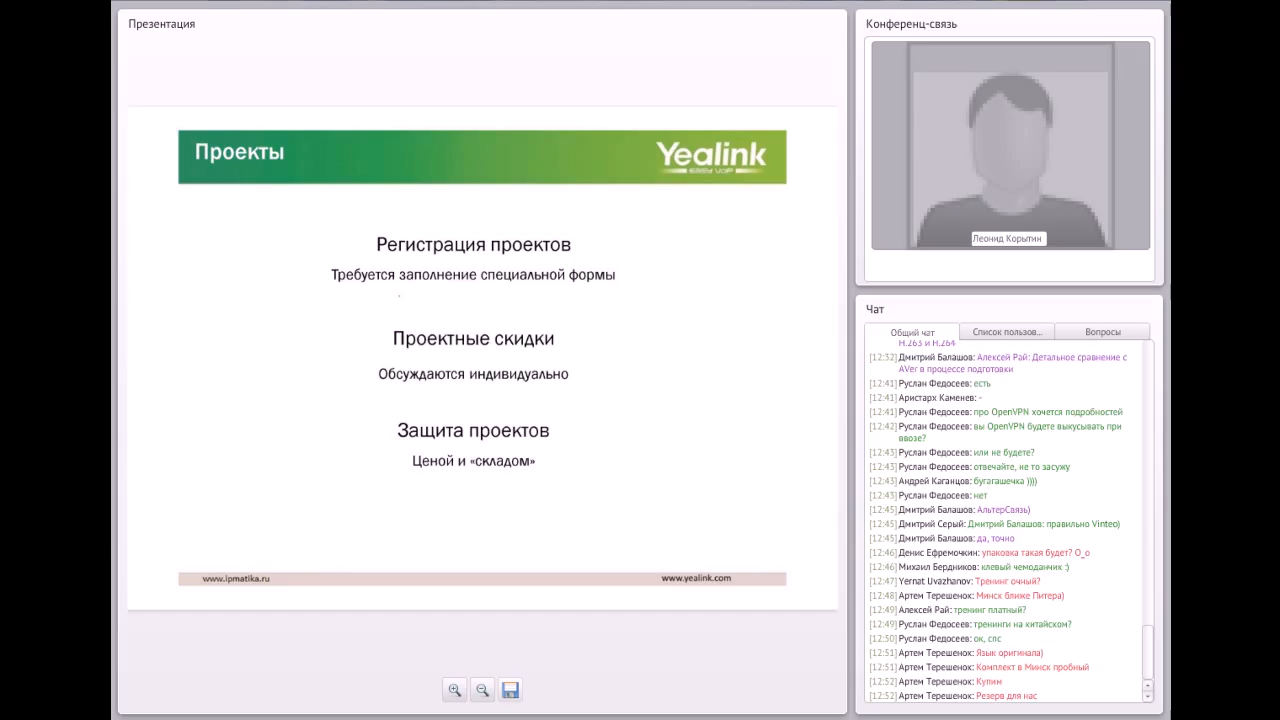 Презентация
Проекты
Yealink
EASY VoIP
Регистрация проектов
Требуется заполнение специальной формы
Проектные скидки
Обсуждаются индивидуально
Защита проектов
Ценой и «складом»
www.ipmatika.ru
www.yealink.com
Конференц-связь
Леонид Корытин
Чат
Общий чат
Список пользов...
Вопросы
H.263 и H.264
[12:32] Дмитрий Балашов: Алексей Рай: Детальное сравнение с
AVer в процессе подготовки
[12:41] Руслан Федосеев: есть
[12:41] Аристарх Каменев: -
[12:41] Руслан Федосеев: про OpenVPN хочется подробностей
[12:42] Руслан Федосеев: вы OpenVPN будете выкусывать при
ввозе?
[12:43] Руслан Федосеев: или не будете?
[12:43] Руслан Федосеев: отвечайте, не то засужу
[12:43] Андрей Каганцов: бугагашечка ))))
[12:43] Руслан Федосеев: нет
[12:45] Дмитрий Балашов: АльтерСвязь)
[12:45] Дмитрий Серый: Дмитрий Балашов: правильно Vinteo)
[12:45] Дмитрий Балашов: да, точно
[12:46] Денис Ефремочкин: упаковка такая будет? O_o
[12:46] Михаил Бердников: клевый чемоданчик :)
[12:47] Yernat Uvazhanov: Тренинг очный?
[12:48] Артем Терешенок: Минск ближе Питера)
[12:49] Алексей Рай: тренинг платный?
[12:49] Руслан Федосеев: тренинги на китайском?
[12:50] Руслан Федосеев: ок, спс
[12:51] Артем Терешенок: Язык оригинала)
[12:51] Артем Терешенок: Комплект в Минск пробный
[12:52] Артем Терешенок: Купим
[12:52] Артем Терешенок: Резерв для нас